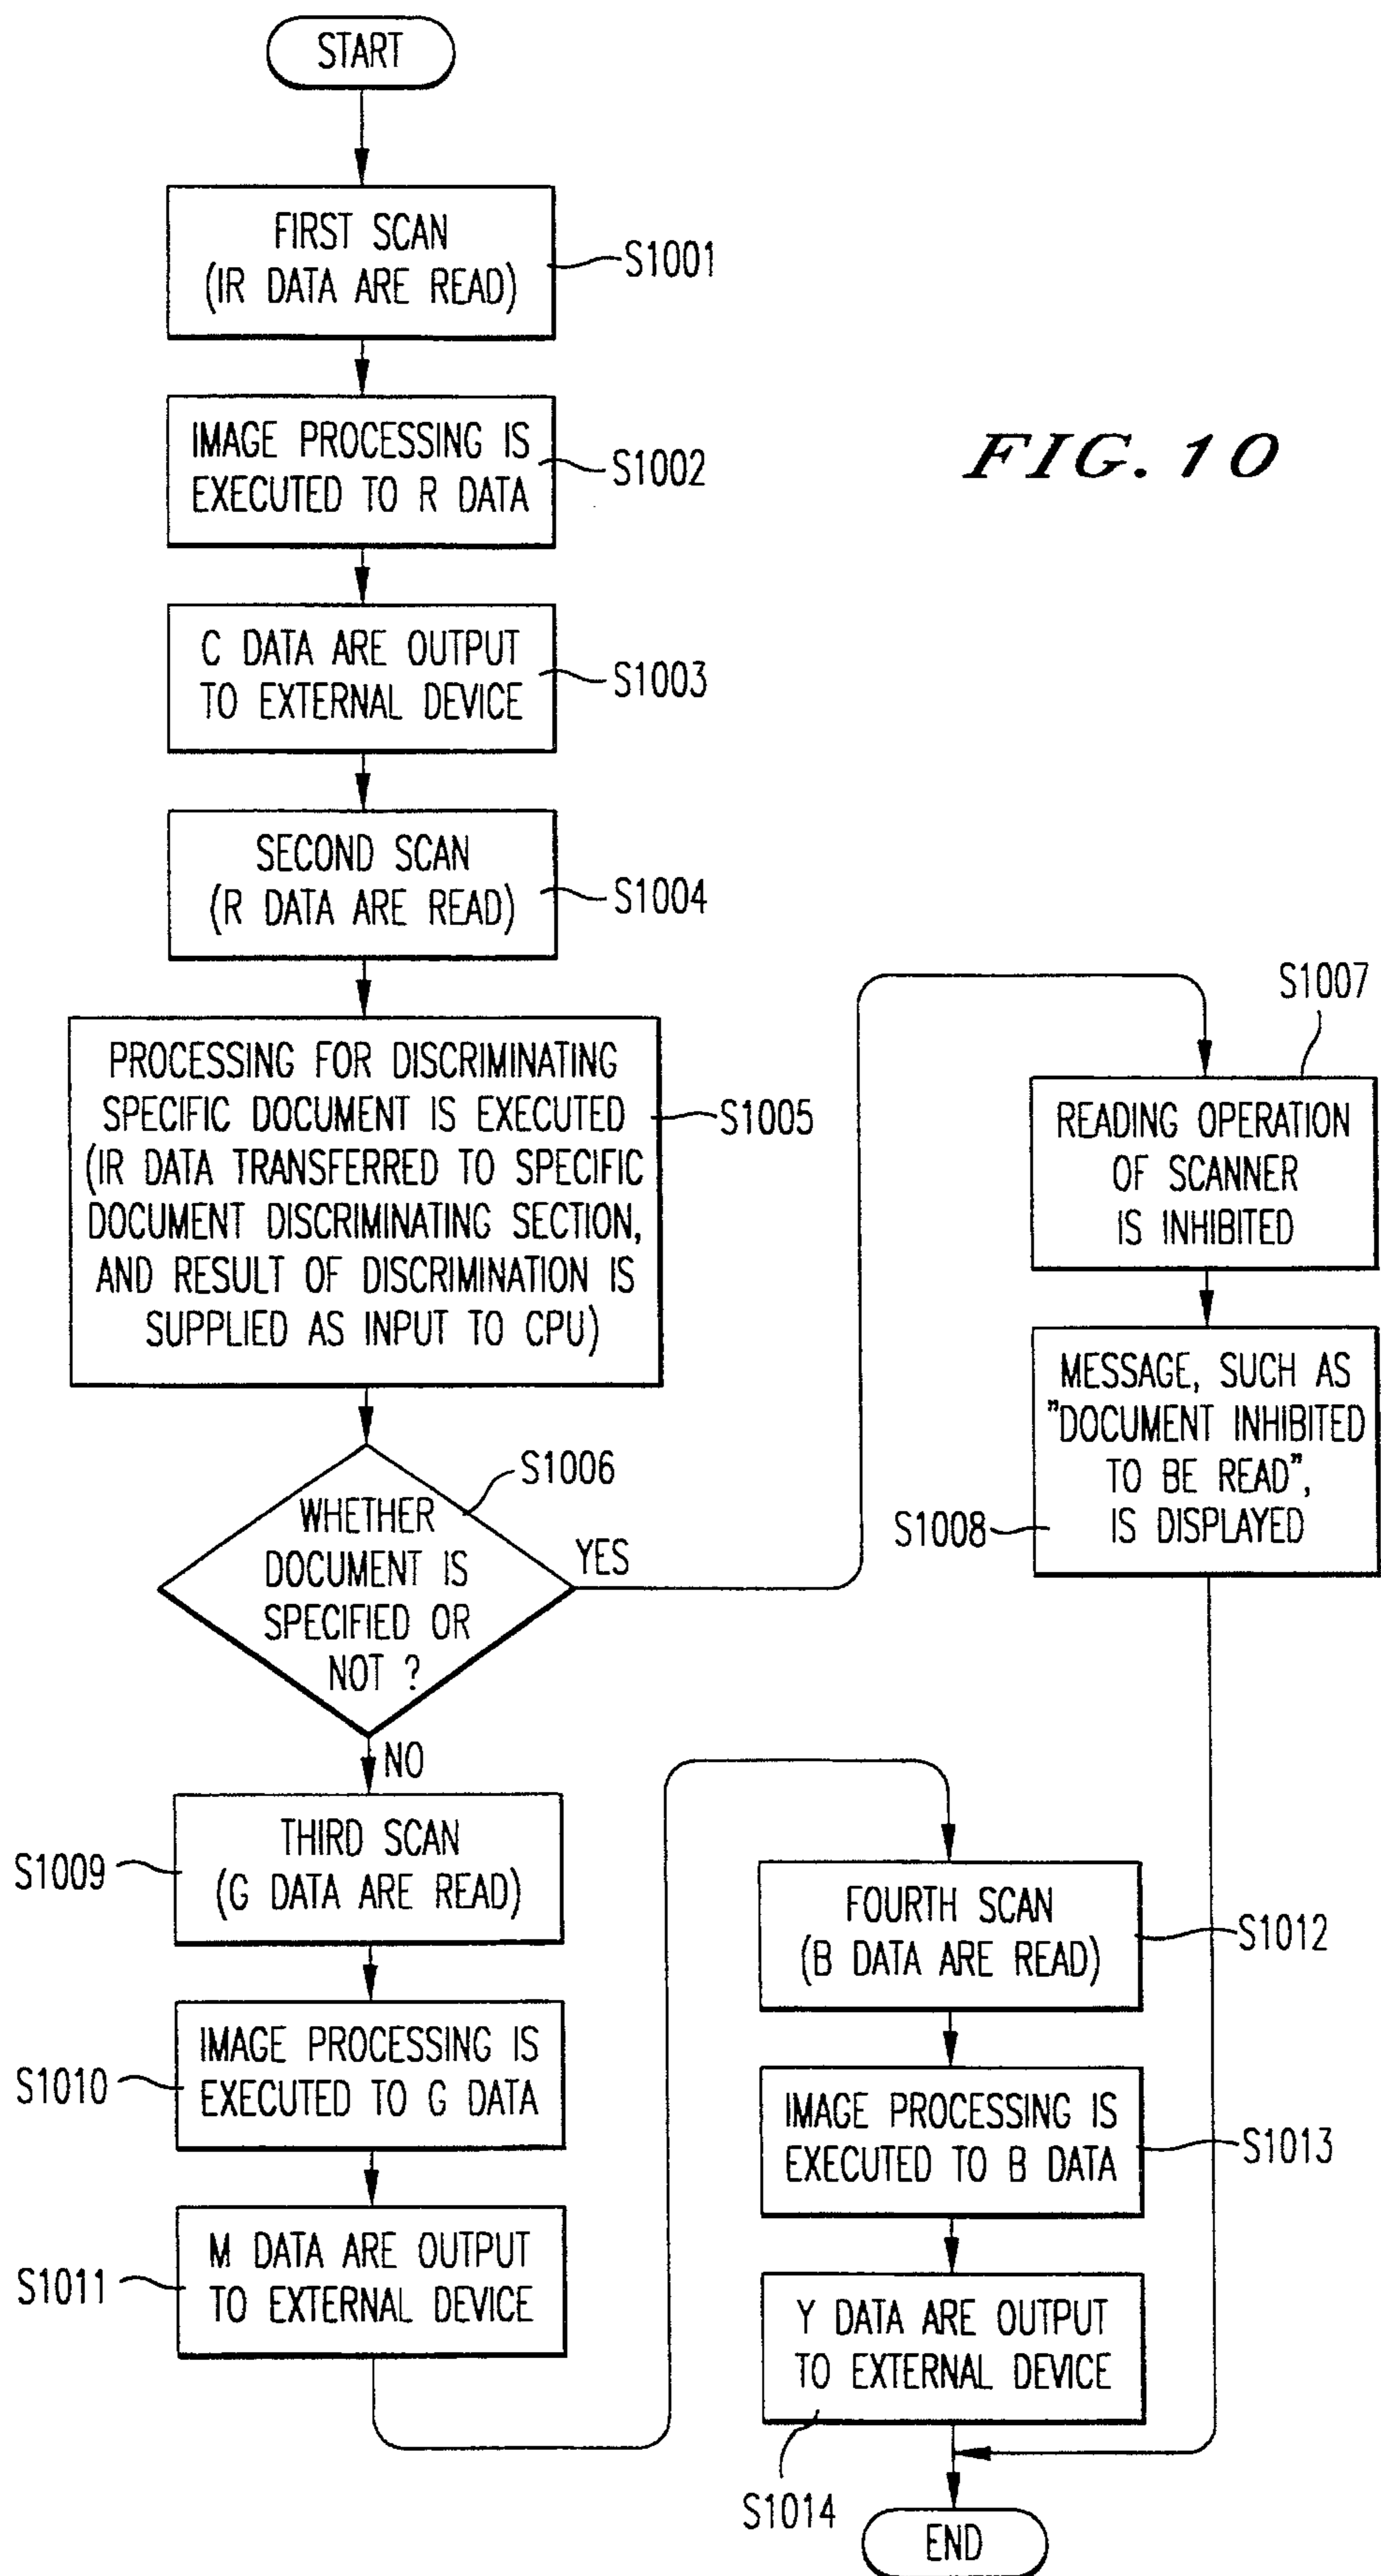 START
FIRST SCAN
(IR DATA ARE READ)
S1001
IMAGE PROCESSING IS
EXECUTED TO R DATA
S1002
FIG. 10
C DATA ARE OUTPUT
TO EXTERNAL DEVICE
S1003
SECOND SCAN
(R DATA ARE READ)
S1004
PROCESSING FOR DISCRIMINATING
SPECIFIC DOCUMENT IS EXECUTED
(IR DATA TRANSFERRED TO SPECIFIC
DOCUMENT DISCRIMINATING SECTION,
AND RESULT OF DISCRIMINATION IS
SUPPLIED AS INPUT TO CPU)
S1005
S1006
WHETHER
DOCUMENT IS
SPECIFIED OR
NOT ?
YES
NO
S1007
READING OPERATION
OF SCANNER
IS INHIBITED
MESSAGE, SUCH AS
"DOCUMENT INHIBITED
TO BE READ",
IS DISPLAYED
S1008
THIRD SCAN
(G DATA ARE READ)
S1009
IMAGE PROCESSING IS
EXECUTED TO G DATA
S1010
M DATA ARE OUTPUT
TO EXTERNAL DEVICE
S1011
FOURTH SCAN
(B DATA ARE READ)
S1012
IMAGE PROCESSING IS
EXECUTED TO B DATA
S1013
Y DATA ARE OUTPUT
TO EXTERNAL DEVICE
S1014
END